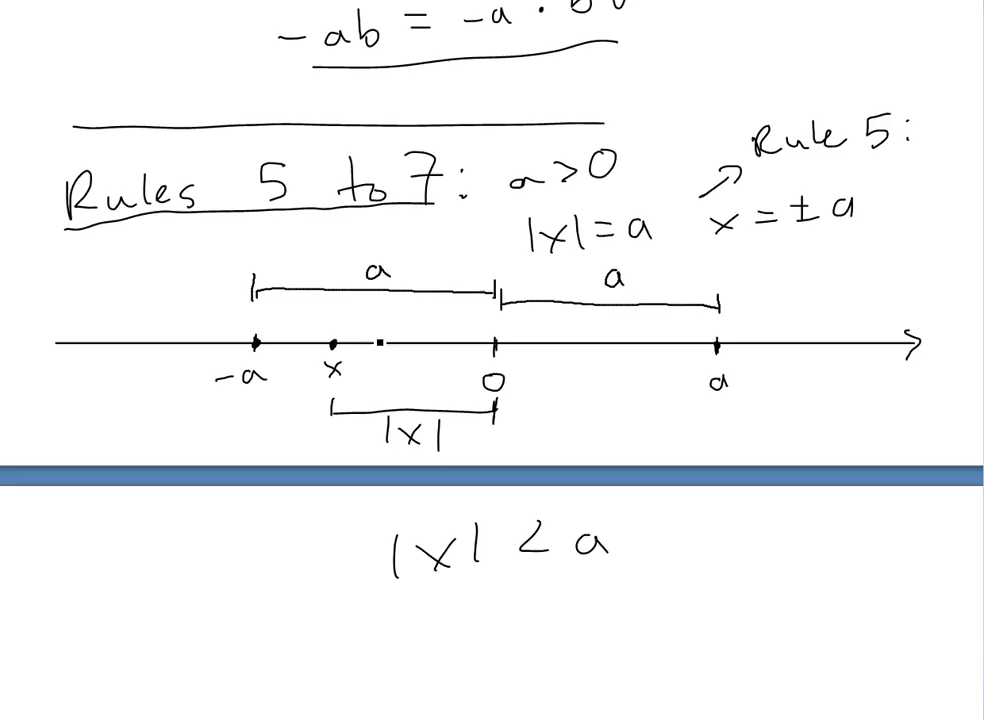 -ab = -a ·
Rule 5:
Rules 5 to 7: a>0
|x| = a x = ± a
a a
-a x 0 a
|x|
|x| < a